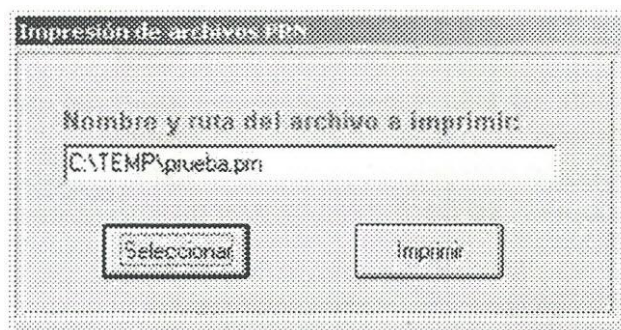 Impresión de archivos PRN
Nombre y ruta del archivo a imprimir:
C:\TEMP\prueba.prn
Seleccionar
Imprimir